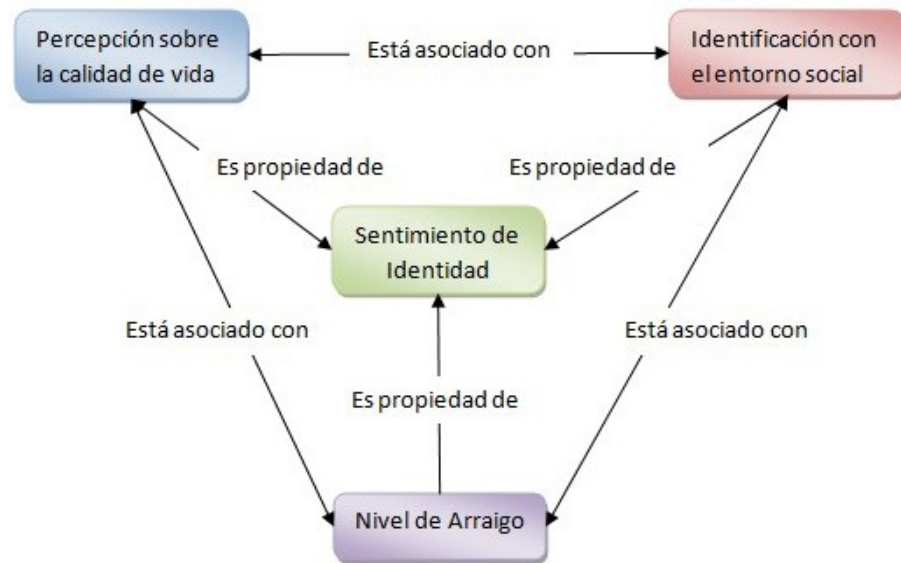 Percepción sobre
la calidad de vida
Está asociado con
Identificación con
el entorno social
Es propiedad de
Es propiedad de
Sentimiento de
Identidad
Está asociado con
Está asociado con
Es propiedad de
Nivel de Arraigo